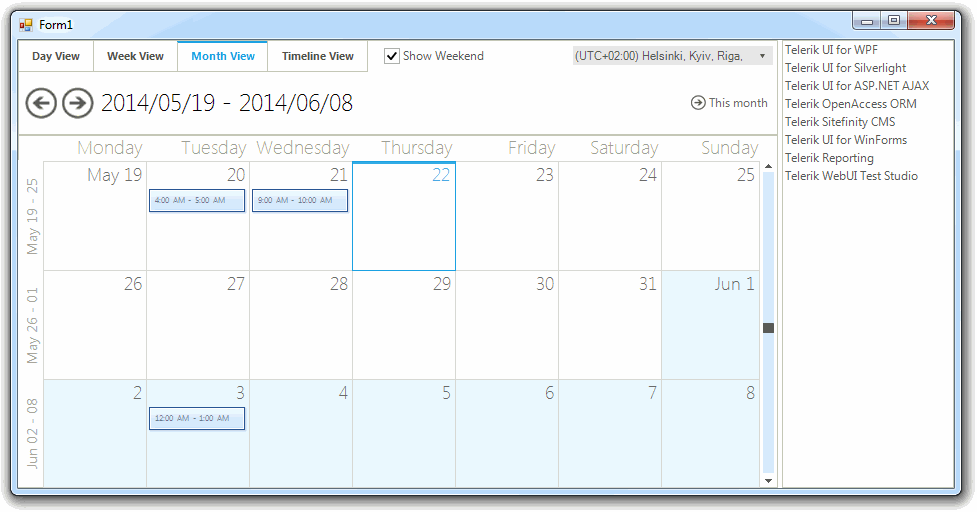 Form1
Day View Week View Month View Timeline View Show Weekend (UTC+02:00) Helsinki, Kyiv, Riga,
2014/05/19 - 2014/06/08 This month
Monday Tuesday Wednesday Thursday Friday Saturday Sunday
May 19 - 25
May 19 20 21 22 23 24 25
4:00 AM - 5:00 AM 9:00 AM - 10:00 AM
May 26 - 01
26 27 28 29 30 31 Jun 1
Jun 02 - 08
2 3 4 5 6 7 8
12:00 AM - 1:00 AM
Telerik UI for WPF
Telerik UI for Silverlight
Telerik UI for ASP.NET AJAX
Telerik OpenAccess ORM
Telerik Sitefinity CMS
Telerik UI for WinForms
Telerik Reporting
Telerik WebUI Test Studio